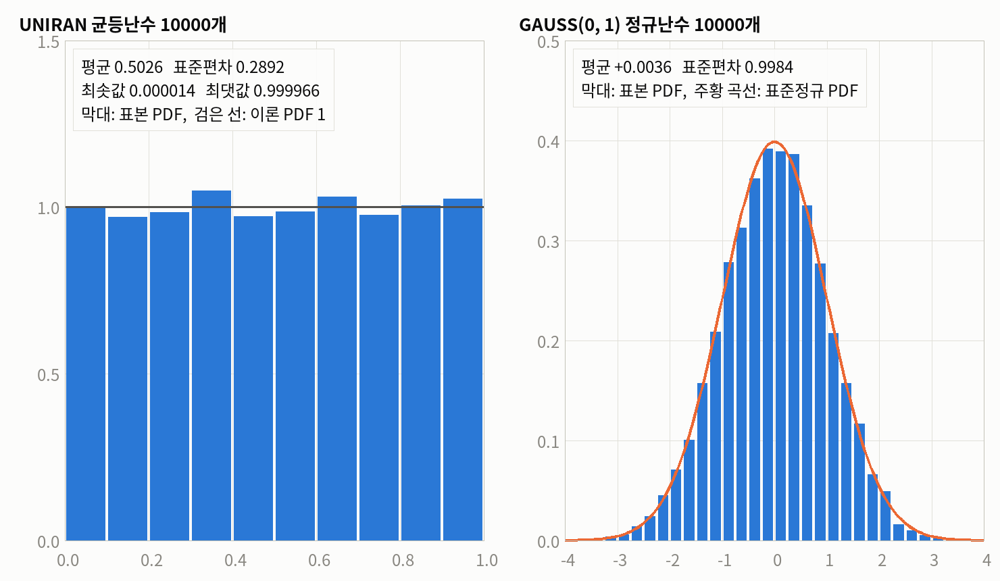 UNIRAN 균등난수 10000개
1.5
평균 0.5026 표준편차 0.2892
최솟값 0.000014 최댓값 0.999966
막대: 표본 PDF, 검은 선: 이론 PDF 1
1.0
0.5
0.0
0.0 0.2 0.4 0.6 0.8 1.0
GAUSS(0, 1) 정규난수 10000개
0.5
평균 +0.0036 표준편차 0.9984
막대: 표본 PDF, 주황 곡선: 표준정규 PDF
0.4
0.3
0.2
0.1
0.0
-4 -3 -2 -1 0 1 2 3 4